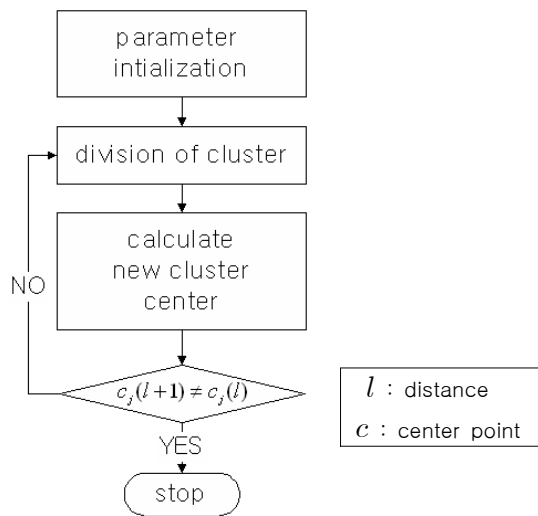 parameter
intialization
division of cluster
calculate
new cluster
center
NO
c_j(l+1) ≠ c_j(l)
YES
stop
l : distance
c : center point